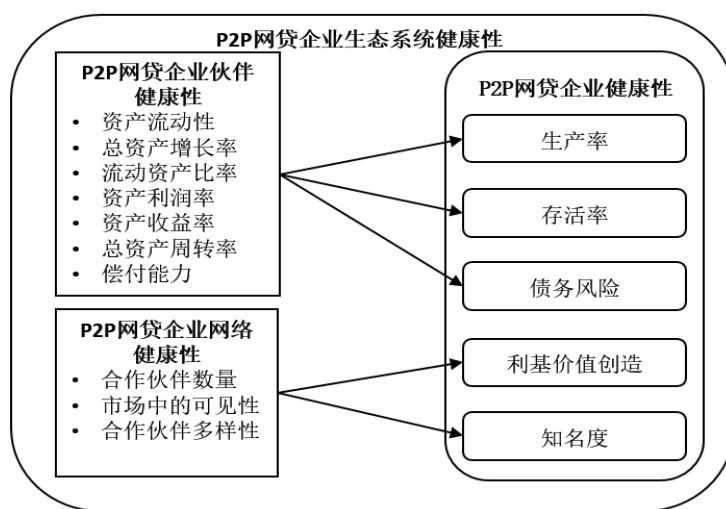 P2P网贷企业生态系统健康性
P2P网贷企业伙伴
健康性
• 资产流动性
• 总资产增长率
• 流动资产比率
• 资产利润率
• 资产收益率
• 总资产周转率
• 偿付能力
P2P网贷企业网络
健康性
• 合作伙伴数量
• 市场中的可见性
• 合作伙伴多样性
P2P网贷企业健康性
生产率
存活率
债务风险
利基价值创造
知名度